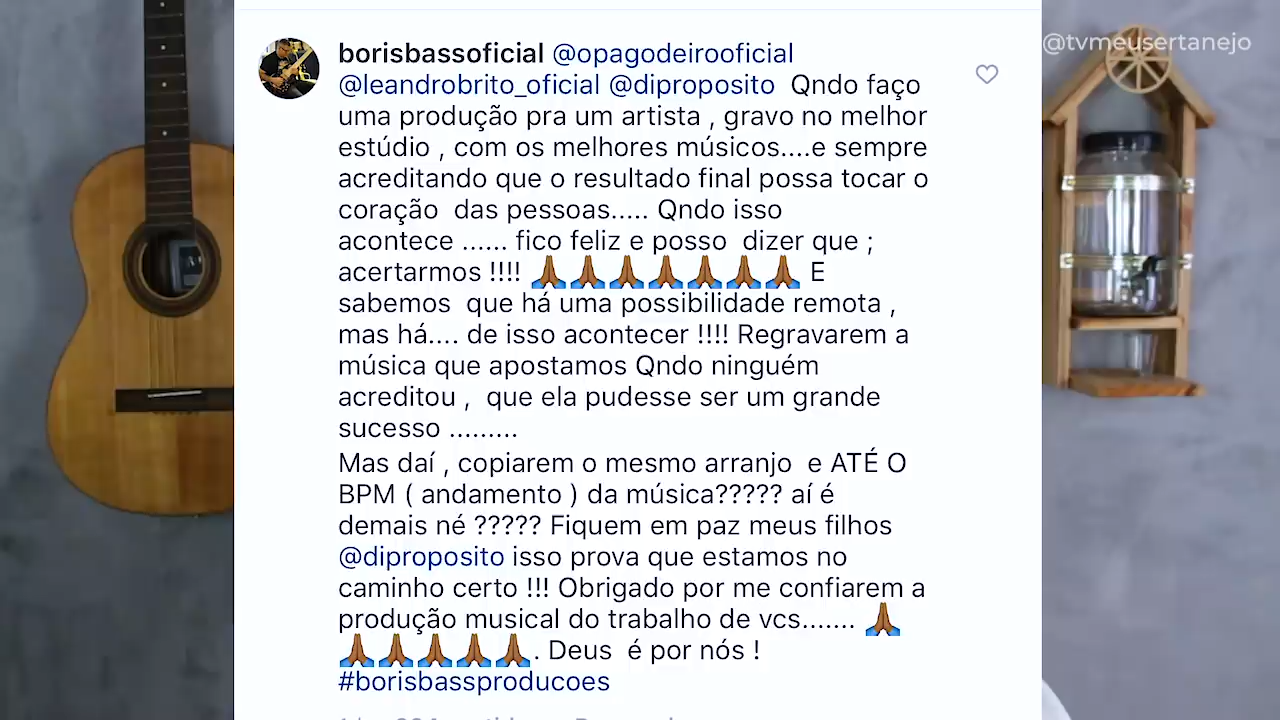 @tvmeusertanejo
borisbassoficial @opagodeirooficial
@leandrobrito_oficial @diproposito Qndo faço
uma produção pra um artista , gravo no melhor
estúdio , com os melhores músicos....e sempre
acreditando que o resultado final possa tocar o
coração das pessoas..... Qndo isso
acontece ...... fico feliz e posso dizer que ;
acertarmos !!!! 🙏🏾🙏🏾🙏🏾🙏🏾🙏🏾🙏🏾🙏🏾 E
sabemos que há uma possibilidade remota ,
mas há.... de isso acontecer !!!! Regravarem a
música que apostamos Qndo ninguém
acreditou , que ela pudesse ser um grande
sucesso .........
Mas daí , copiarem o mesmo arranjo e ATÉ O
BPM ( andamento ) da música????? aí é
demais né ????? Fiquem em paz meus filhos
@diproposito isso prova que estamos no
caminho certo !!! Obrigado por me confiarem a
produção musical do trabalho de vcs....... 🙏🏾
🙏🏾🙏🏾🙏🏾🙏🏾🙏🏾. Deus é por nós !
#borisbassproducoes